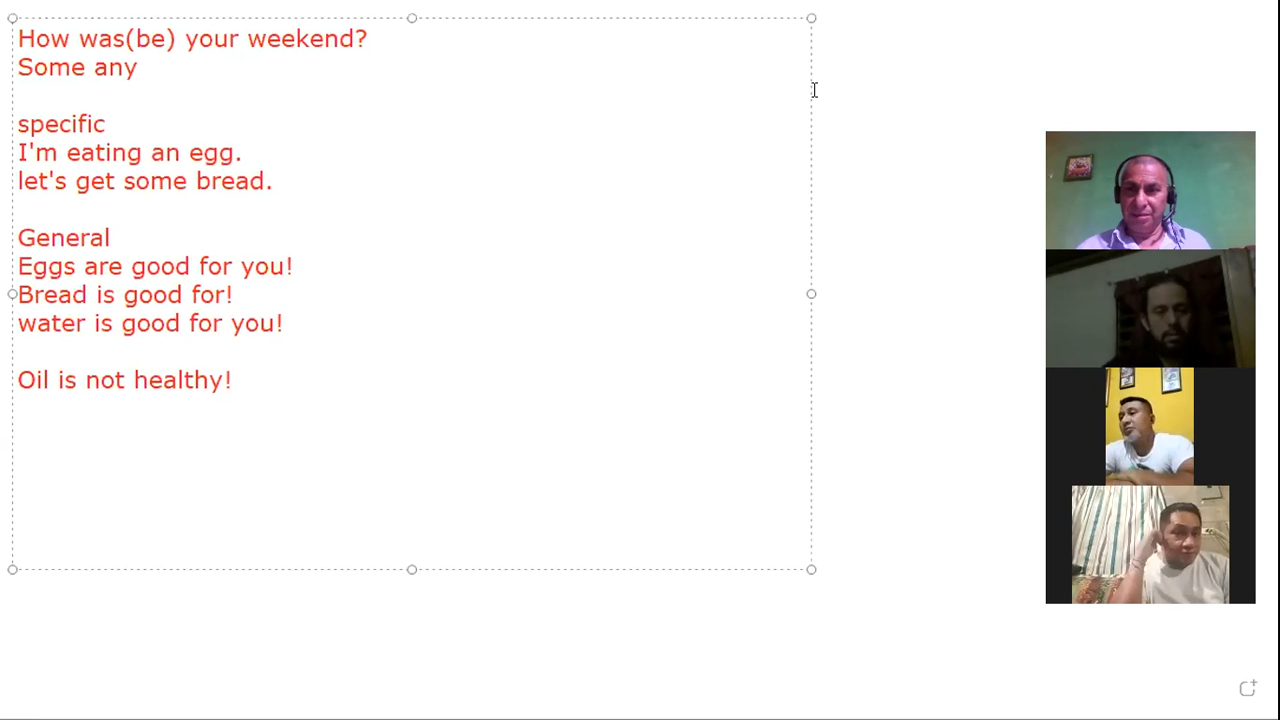 How was(be) your weekend?
Some any
specific
I'm eating an egg.
let's get some bread.
General
Eggs are good for you!
Bread is good for!
water is good for you!
Oil is not healthy!